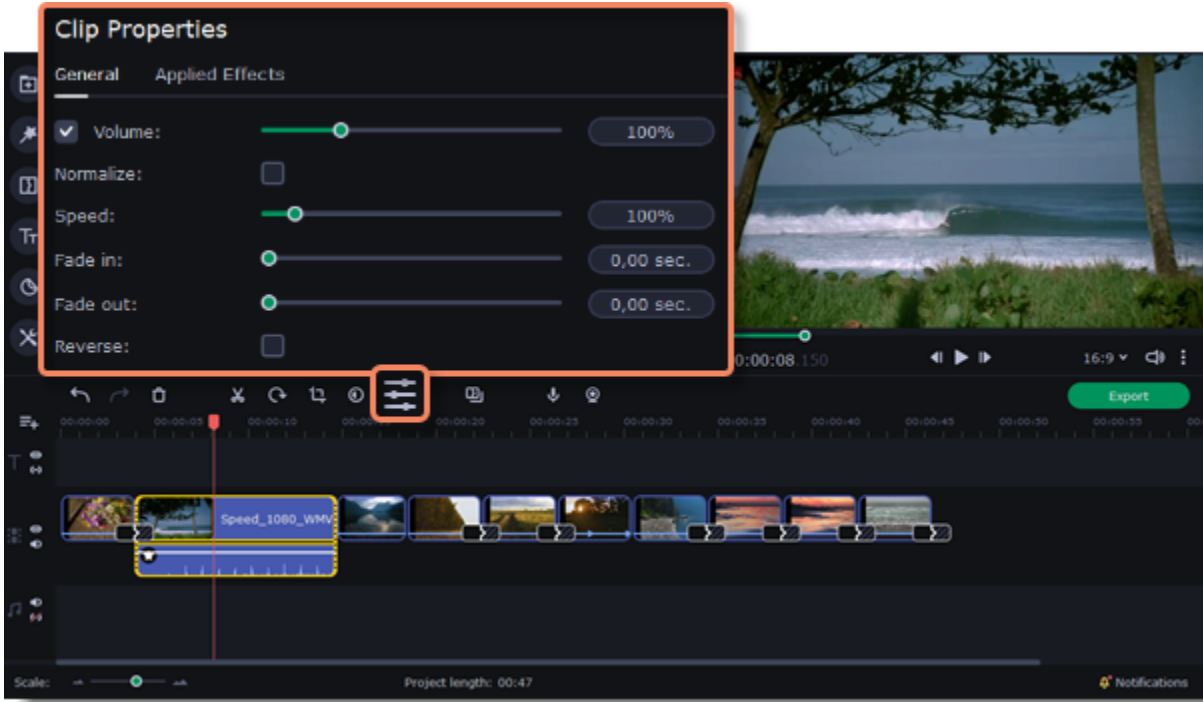 Clip Properties
General Applied Effects
Volume: 100%
Normalize:
Speed: 100%
Fade in: 0,00 sec.
Fade out: 0,00 sec.
Reverse:
Tт
0:00:08.150 16:9
Export
00:00:00 00:00:05 00:00:10 00:00:20 00:00:25 00:00:30 00:00:35 00:00:40 00:00:45 00:00:50 00:00:55
T
Speed_1080_WMV
Scale: Project length: 00:47 Notifications